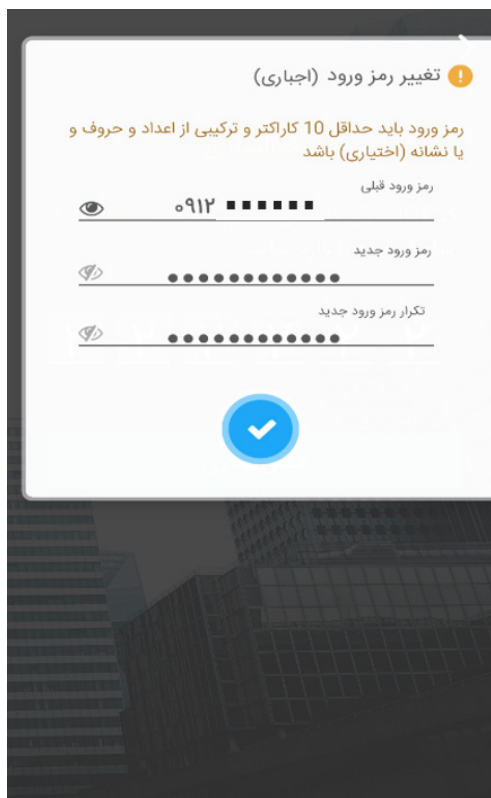 تغییر رمز ورود (اجباری)
رمز ورود باید حداقل 10 کاراکتر و ترکیبی از اعداد و حروف و
یا نشانه (اختیاری) باشد
رمز ورود قبلی
۰۹۱۲
رمز ورود جدید
تکرار رمز ورود جدید